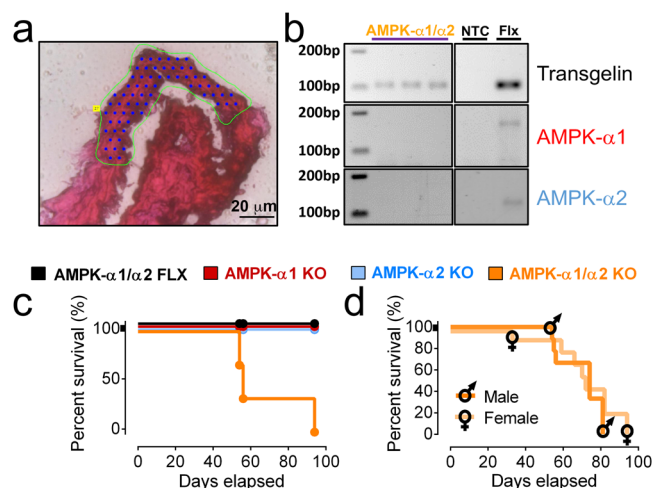 a
20 μm
b
AMPK-α1/α2 NTC Flx
200bp
100bp
Transgelin
200bp
100bp
AMPK-α1
200bp
100bp
AMPK-α2
AMPK-α1/α2 FLX AMPK-α1 KO AMPK-α2 KO AMPK-α1/α2 KO
c
Percent survival (%)
100
50
0
0 20 40 60 80 100
Days elapsed
d
Percent survival (%)
100
80
60
40
20
0
♂ Male
♀ Female
0 20 40 60 80 100
Days elapsed